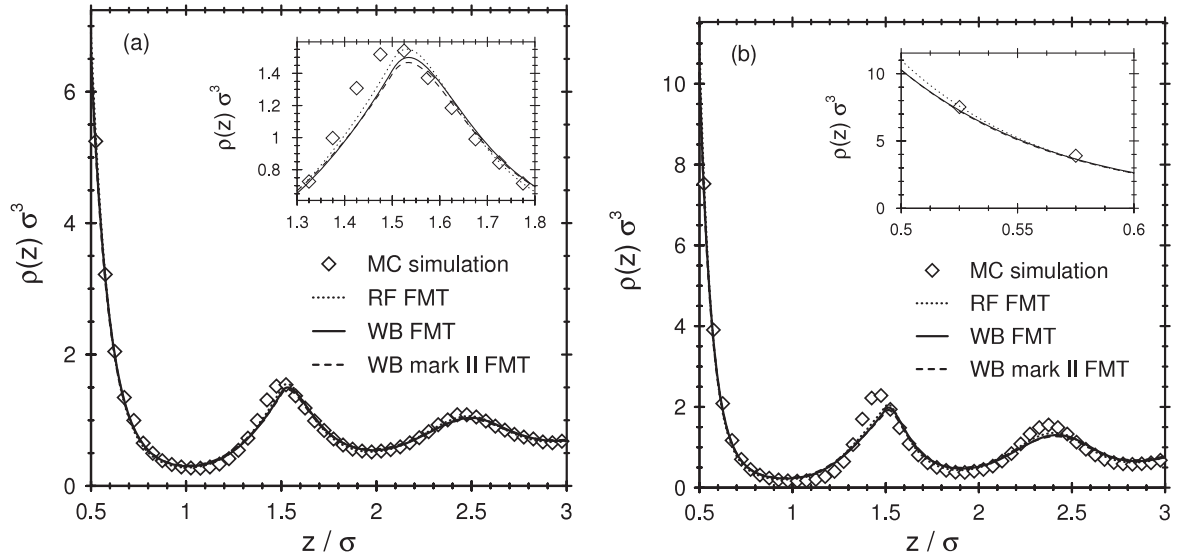 (a)
ρ(z) σ³
6
4
2
0
0.5 1 1.5 2 2.5 3
z / σ
ρ(z) σ³
1.4
1.2
1
0.8
1.3 1.4 1.5 1.6 1.7 1.8
MC simulation
RF FMT
WB FMT
WB mark II FMT
(b)
ρ(z) σ³
10
8
6
4
2
0
0.5 1 1.5 2 2.5 3
z / σ
ρ(z) σ³
10
5
0
0.5 0.55 0.6
MC simulation
RF FMT
WB FMT
WB mark II FMT